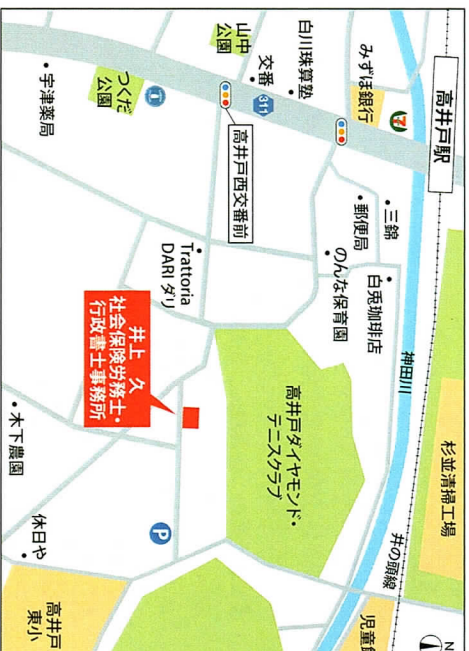 高井戸駅
井の頭線
杉並清掃工場
児童館
N
神田川
7
みずほ銀行
三錦
郵便局
白兎珈琲店
のんな保育園
白川珠算塾
交番
311
山中
公園
高井戸西交番前
高井戸ダイヤモンド・
テニスクラブ
つくだ
公園
宇津薬局
Trattoria
DARI ダリ
井上 久
社会保険労務士・
行政書士事務所
P
木下農園
休日や
高井戸
東小